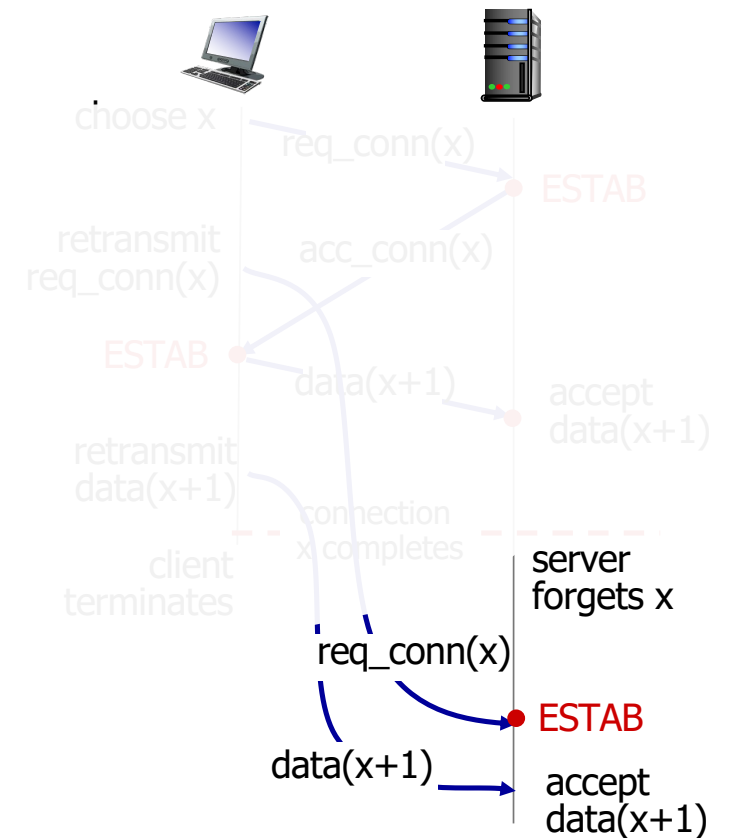 choose x
req_conn(x)
ESTAB
retransmit
req_conn(x)
acc_conn(x)
ESTAB
data(x+1)
accept
data(x+1)
retransmit
data(x+1)
connection
x completes
client
terminates
server
forgets x
req_conn(x)
ESTAB
data(x+1)
accept
data(x+1)